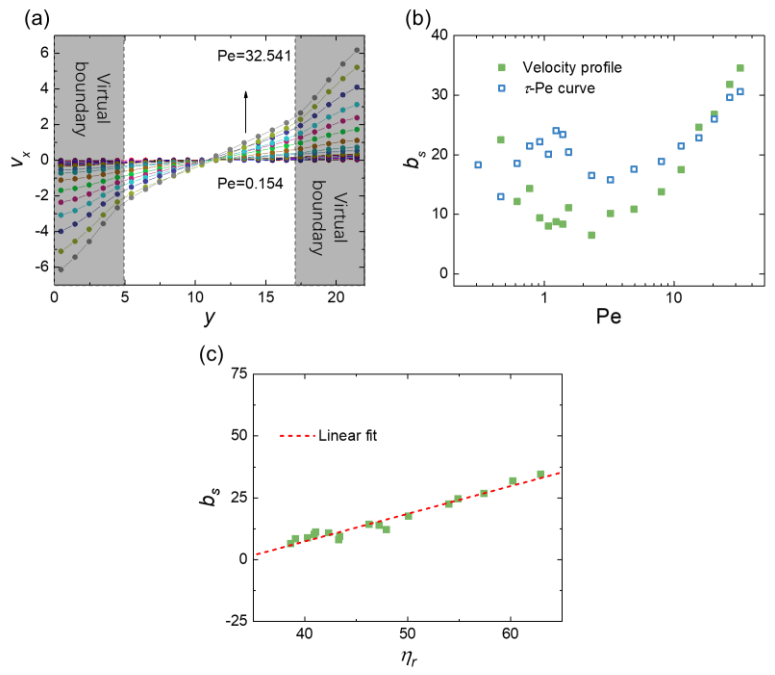 (a)
6
4
2
0
-2
-4
-6
v_x
Virtual
boundary
Pe=32.541
Pe=0.154
Virtual
boundary
0
5
10
15
20
y
(b)
40
30
20
10
0
b_s
Velocity profile
τ-Pe curve
1
10
Pe
(c)
75
50
25
0
-25
b_s
Linear fit
40
50
60
η_r